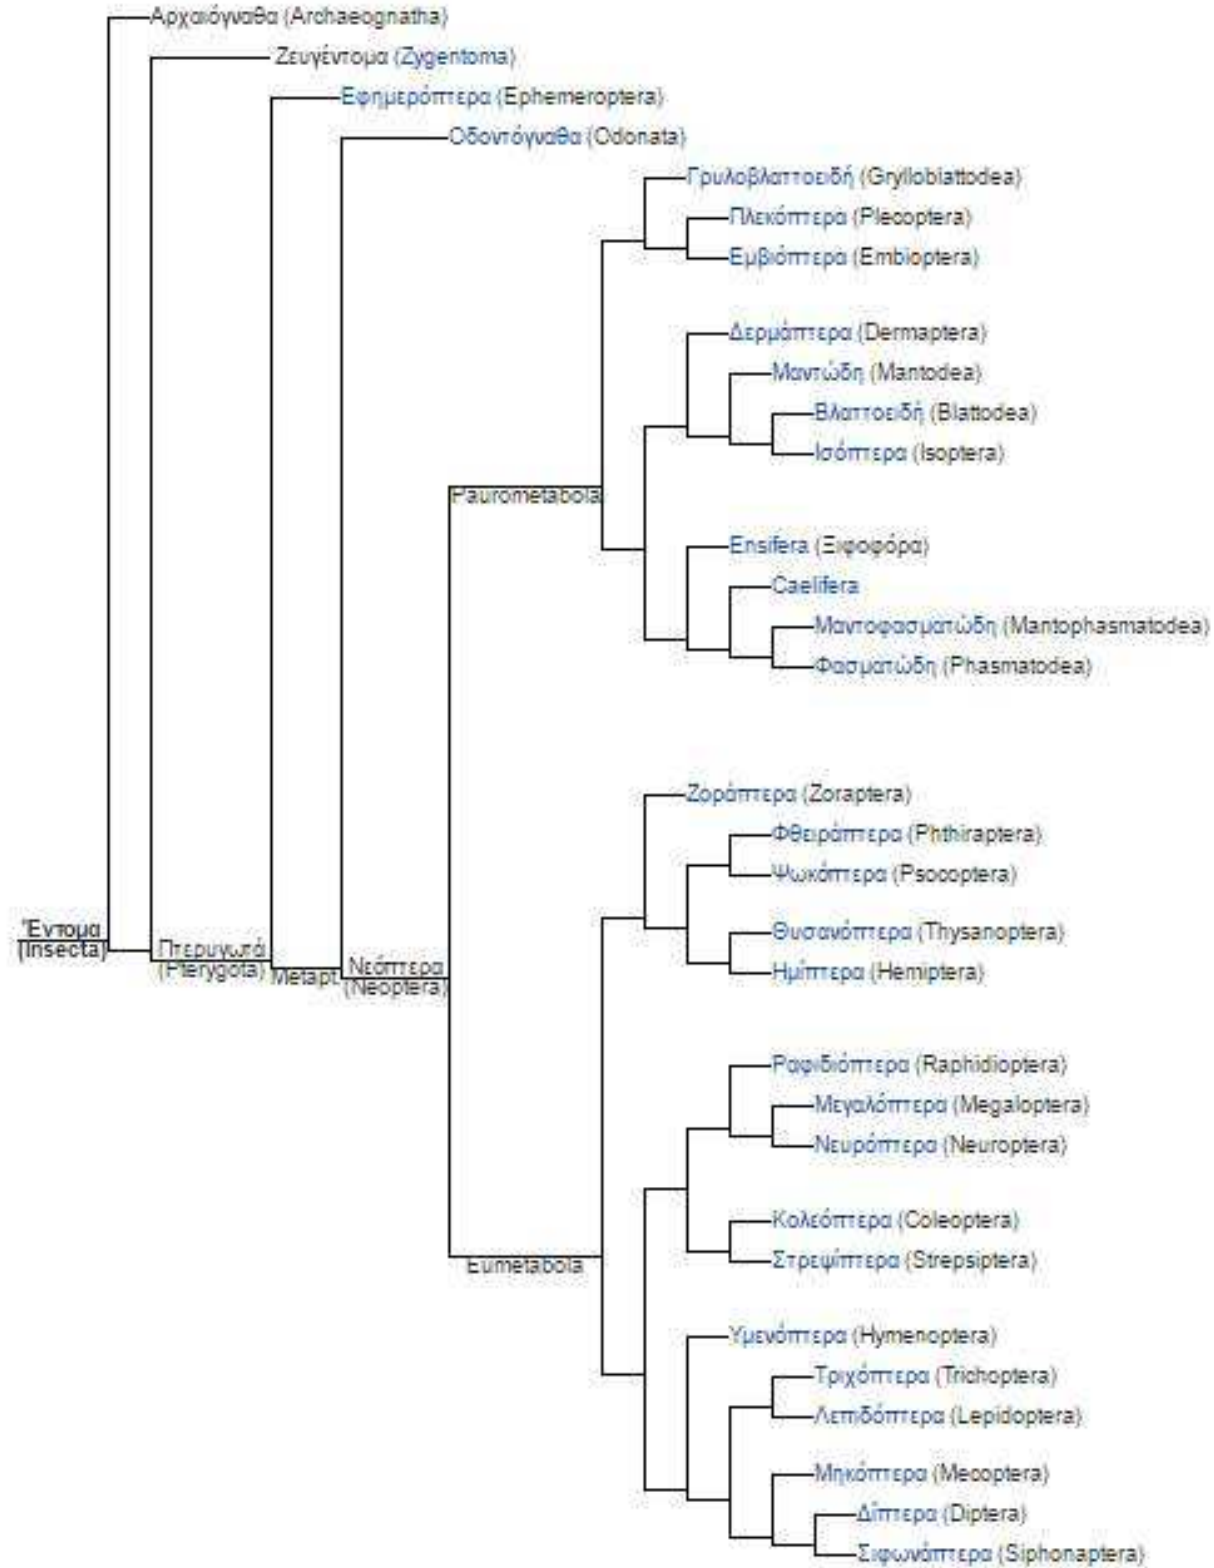 Αρχαιόγναθα (Archaeognatha)
Ζευγέντομα (Zygentoma)
Εφημερόπτερα (Ephemeroptera)
Οδοντόγναθα (Odonata)
Γρυλοβλαττοειδή (Grylloblattodea)
Πλεκόπτερα (Plecoptera)
Εμβιόπτερα (Embioptera)
Δερμάπτερα (Dermaptera)
Μαντώδη (Mantodea)
Βλαττοειδή (Blattodea)
Ισόπτερα (Isoptera)
Paurometabola
Ensifera (Ξιφοφόρα)
Caelifera
Μαντοφασματώδη (Mantophasmatodea)
Φασματώδη (Phasmatodea)
Ζοράπτερα (Zoraptera)
Φθειράπτερα (Phthiraptera)
Ψωκόπτερα (Psocoptera)
Θυσανόπτερα (Thysanoptera)
Ημίπτερα (Hemiptera)
Έντομα
(Insecta)
Πτερυγωτά
(Pterygota)
Metapt.
Νεόπτερα
(Neoptera)
Ραφιδιόπτερα (Raphidioptera)
Μεγαλόπτερα (Megaloptera)
Νευρόπτερα (Neuroptera)
Κολεόπτερα (Coleoptera)
Στρεψίπτερα (Strepsiptera)
Eumetabola
Υμενόπτερα (Hymenoptera)
Τριχόπτερα (Trichoptera)
Λεπιδόπτερα (Lepidoptera)
Μηκόπτερα (Mecoptera)
Δίπτερα (Diptera)
Σιφωνάπτερα (Siphonaptera)